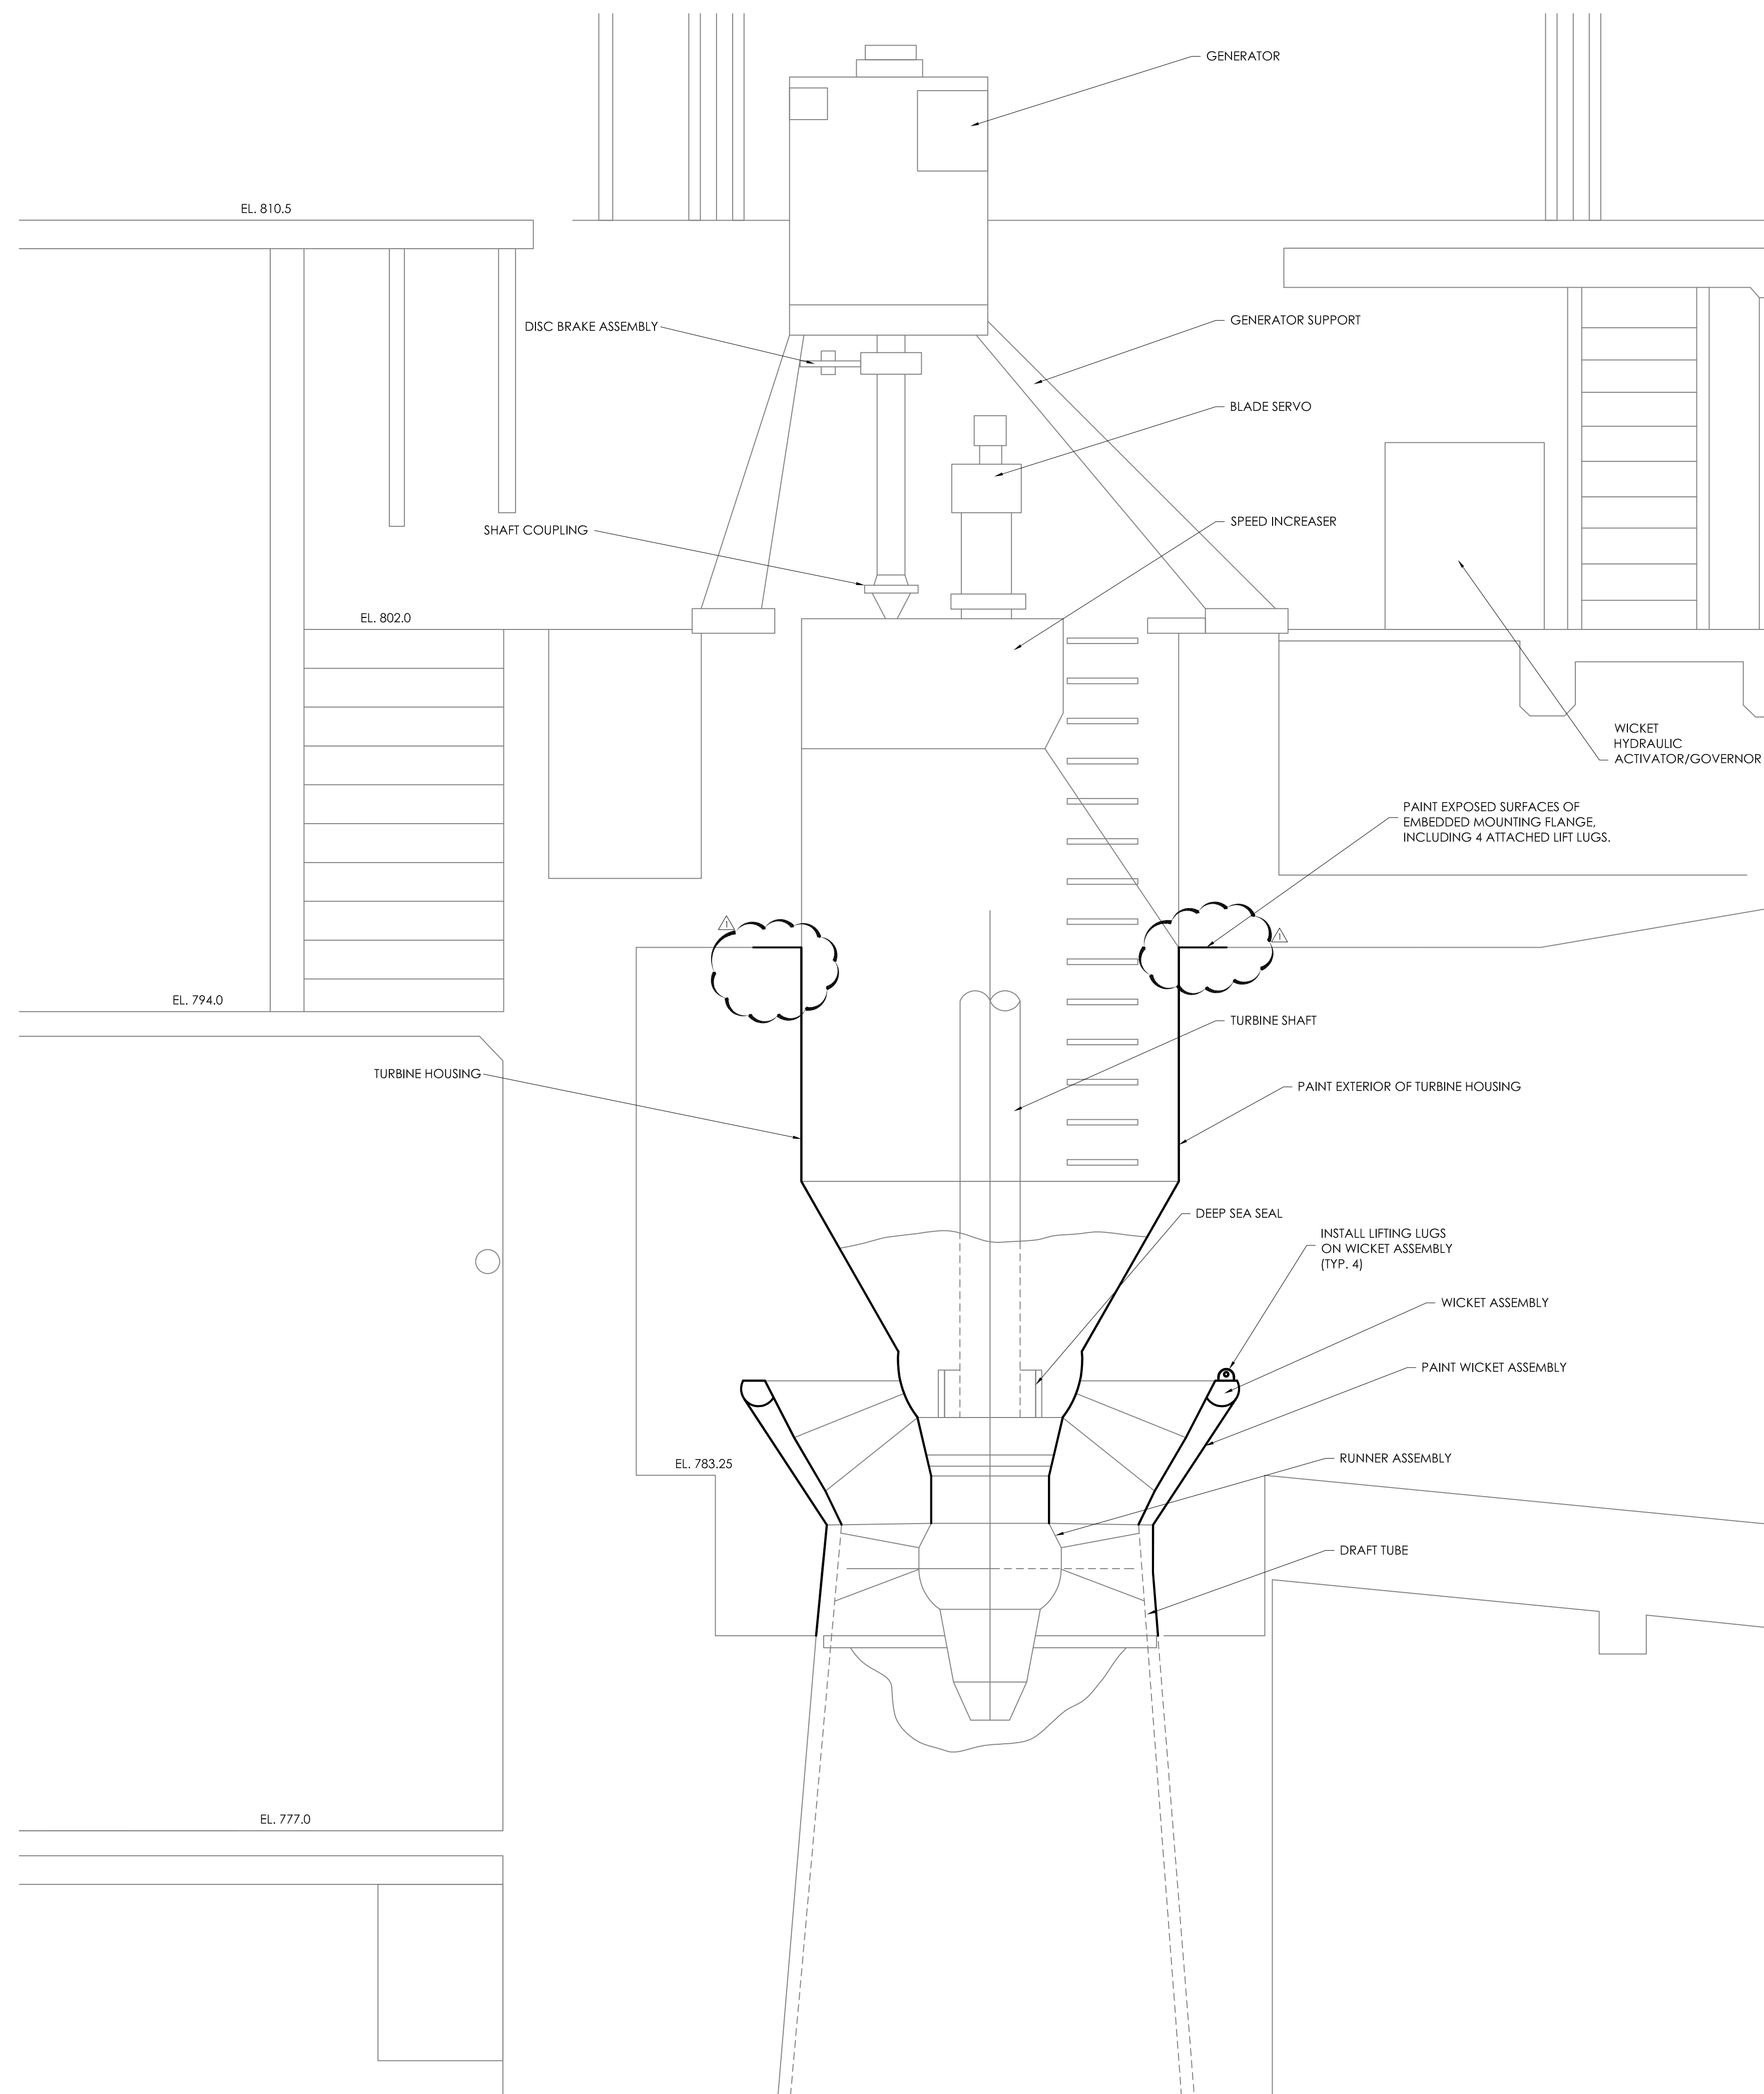 GENERATOR
EL. 810.5
GENERATOR SUPPORT
DISC BRAKE ASSEMBLY
BLADE SERVO
SPEED INCREASER
SHAFT COUPLING
EL. 802.0
WICKET
HYDRAULIC
ACTIVATOR/GOVERNOR
PAINT EXPOSED SURFACES OF
EMBEDDED MOUNTING FLANGE,
INCLUDING 4 ATTACHED LIFT LUGS.
1
1
EL. 794.0
TURBINE SHAFT
TURBINE HOUSING
PAINT EXTERIOR OF TURBINE HOUSING
DEEP SEA SEAL
INSTALL LIFTING LUGS
ON WICKET ASSEMBLY
(TYP. 4)
WICKET ASSEMBLY
PAINT WICKET ASSEMBLY
RUNNER ASSEMBLY
EL. 783.25
DRAFT TUBE
EL. 777.0